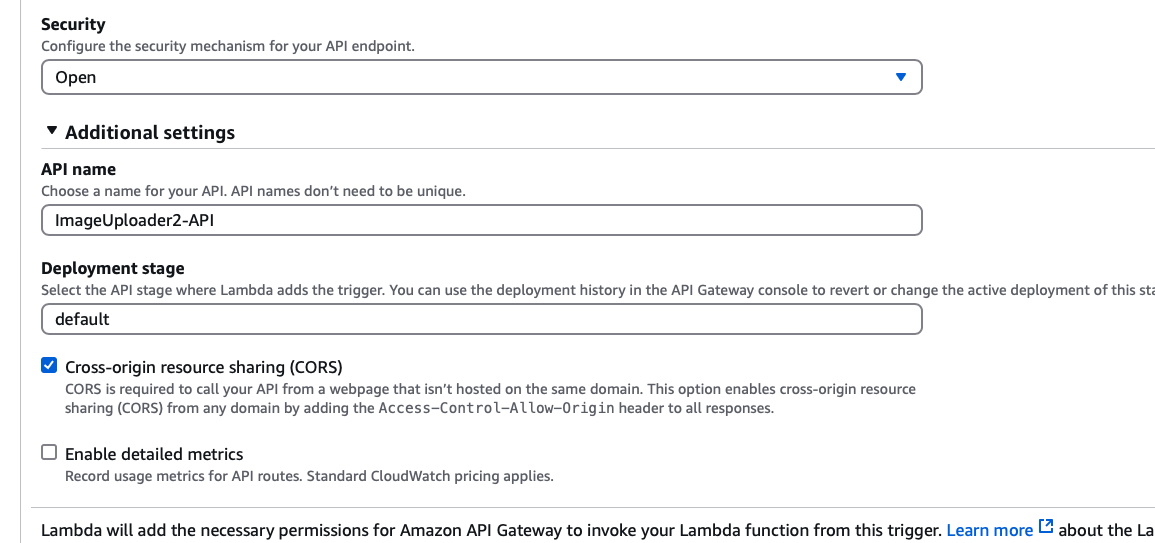 Security
Configure the security mechanism for your API endpoint.
Open
Additional settings
API name
Choose a name for your API. API names don’t need to be unique.
ImageUploader2-API
Deployment stage
Select the API stage where Lambda adds the trigger. You can use the deployment history in the API Gateway console to revert or change the active deployment of this
default
Cross-origin resource sharing (CORS)
CORS is required to call your API from a webpage that isn’t hosted on the same domain. This option enables cross-origin resource
sharing (CORS) from any domain by adding the Access-Control-Allow-Origin header to all responses.
Enable detailed metrics
Record usage metrics for API routes. Standard CloudWatch pricing applies.
Lambda will add the necessary permissions for Amazon API Gateway to invoke your Lambda function from this trigger. Learn more about the